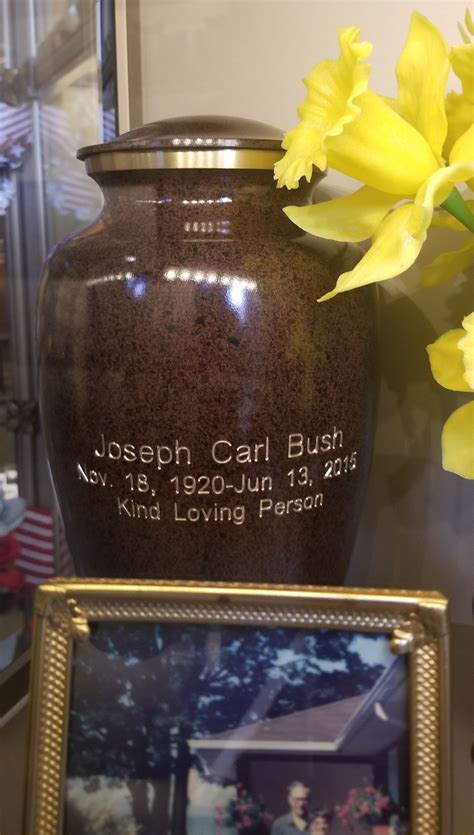 Joseph Carl Bush
Nov. 18, 1920-Jun 13, 2015
Kind Loving Person